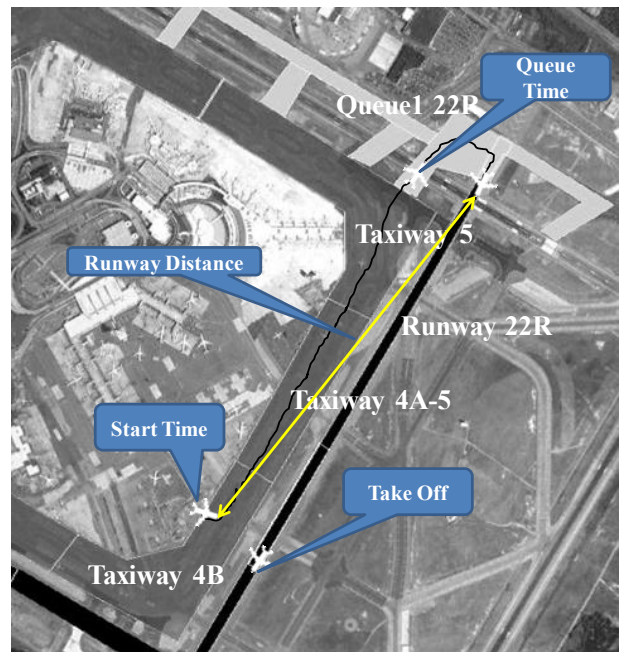 Queue
Time
Queue1 22R
Taxiway 5
Runway Distance
Runway 22R
Taxiway 4A-5
Start Time
Take Off
Taxiway 4B